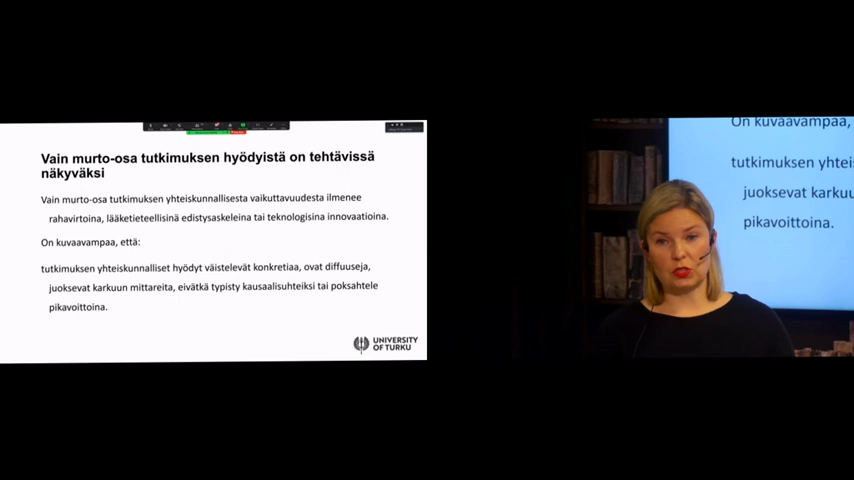 Vain murto-osa tutkimuksen hyödyistä on tehtävissä
näkyväksi
Vain murto-osa tutkimuksen yhteiskunnallisesta vaikuttavuudesta ilmenee
rahavirtoina, lääketieteellisinä edistysaskeleina tai teknologisina innovaatioina.
On kuvaavampaa, että:
tutkimuksen yhteiskunnalliset hyödyt väistelevät konkretiaa, ovat diffuuseja,
juoksevat karkuun mittareita, eivätkä typisty kausaalisuhteiksi tai poksahtele
pikavoittoina.
UNIVERSITY
OF TURKU
On kuvaavampaa,
tutkimuksen yhteis
juoksevat karkuu
pikavoittoina.